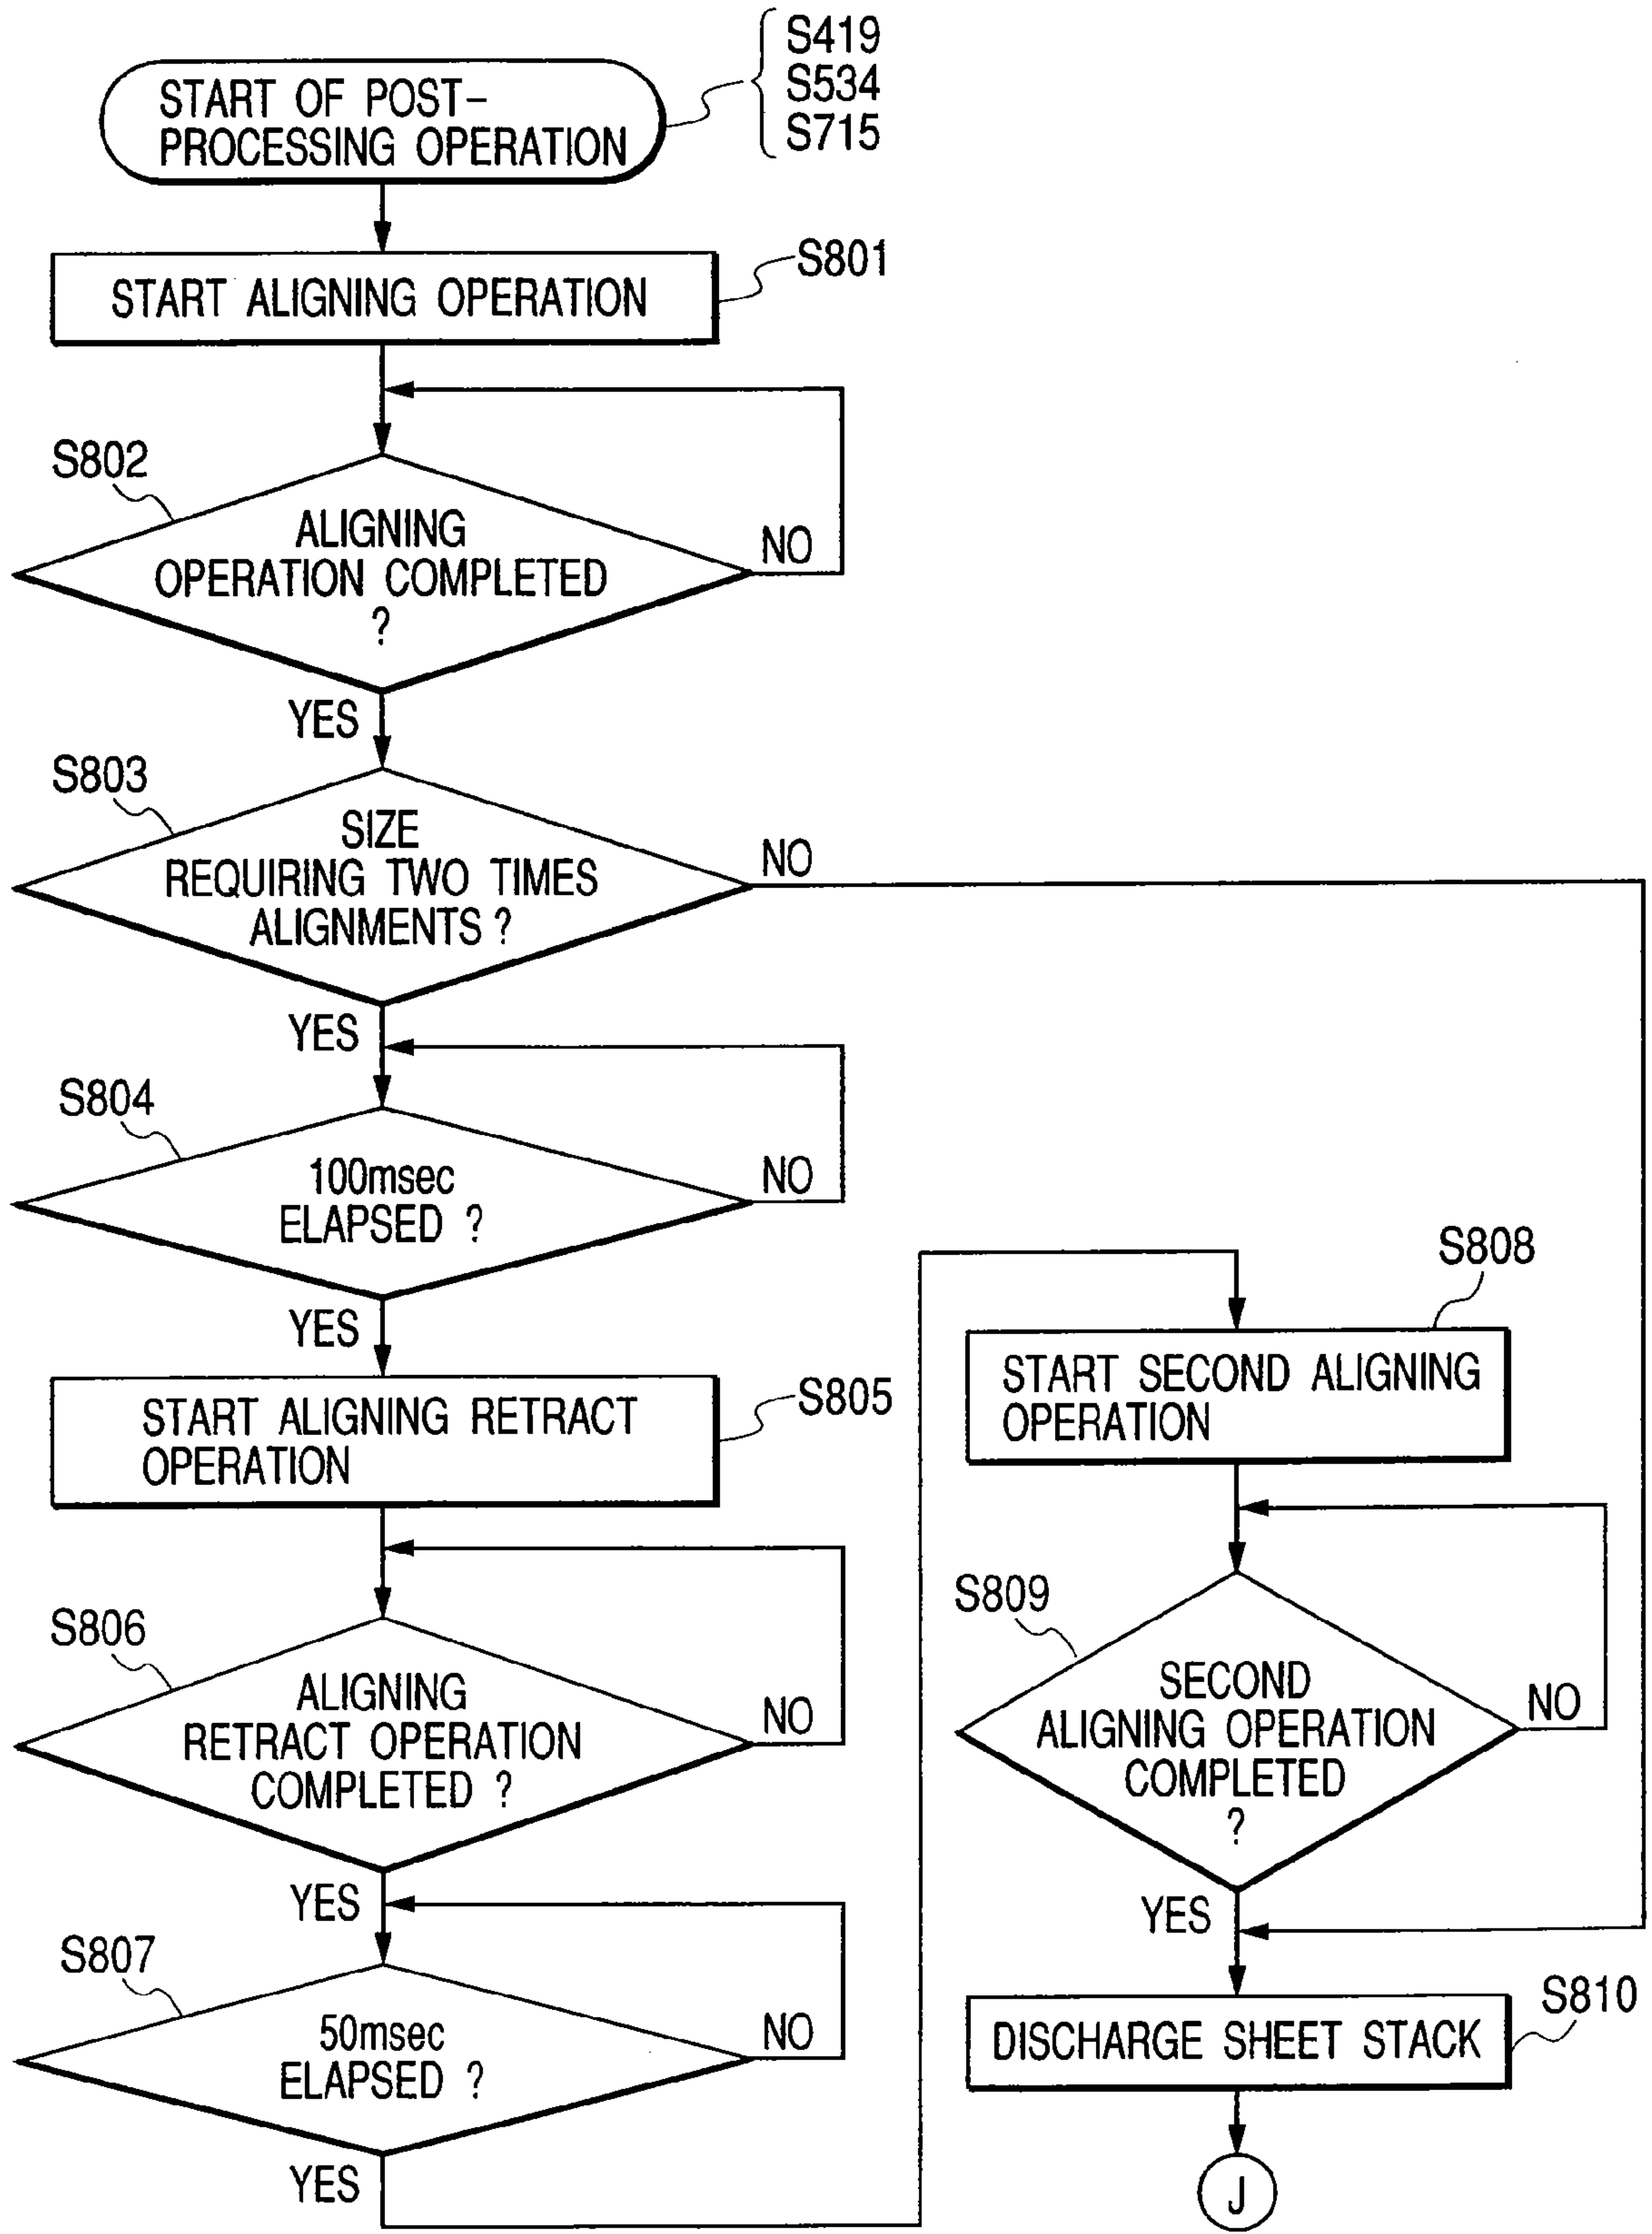 S419
S534
S715
START OF POST-
PROCESSING OPERATION
START ALIGNING OPERATION
S801
S802
ALIGNING
OPERATION COMPLETED
?
NO
YES
S803
SIZE
REQUIRING TWO TIMES
ALIGNMENTS ?
NO
YES
S804
100msec
ELAPSED ?
NO
YES
START ALIGNING RETRACT
OPERATION
S805
S806
ALIGNING
RETRACT OPERATION
COMPLETED ?
NO
YES
S807
50msec
ELAPSED ?
NO
YES
S808
START SECOND ALIGNING
OPERATION
S809
SECOND
ALIGNING OPERATION
COMPLETED
?
NO
YES
S810
DISCHARGE SHEET STACK
J